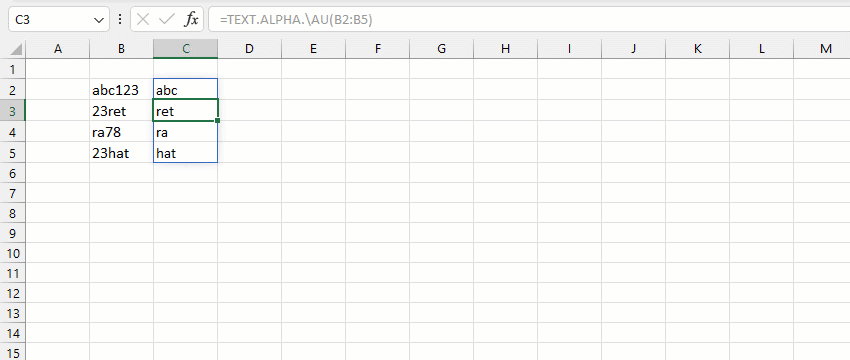 C3 fx =TEXT.ALPHA.\AU(B2:B5)
A B C D E F G H I J K L M
1
2 abc123 abc
3 23ret ret
4 ra78 ra
5 23hat hat
6
7
8
9
10
11
12
13
14
15